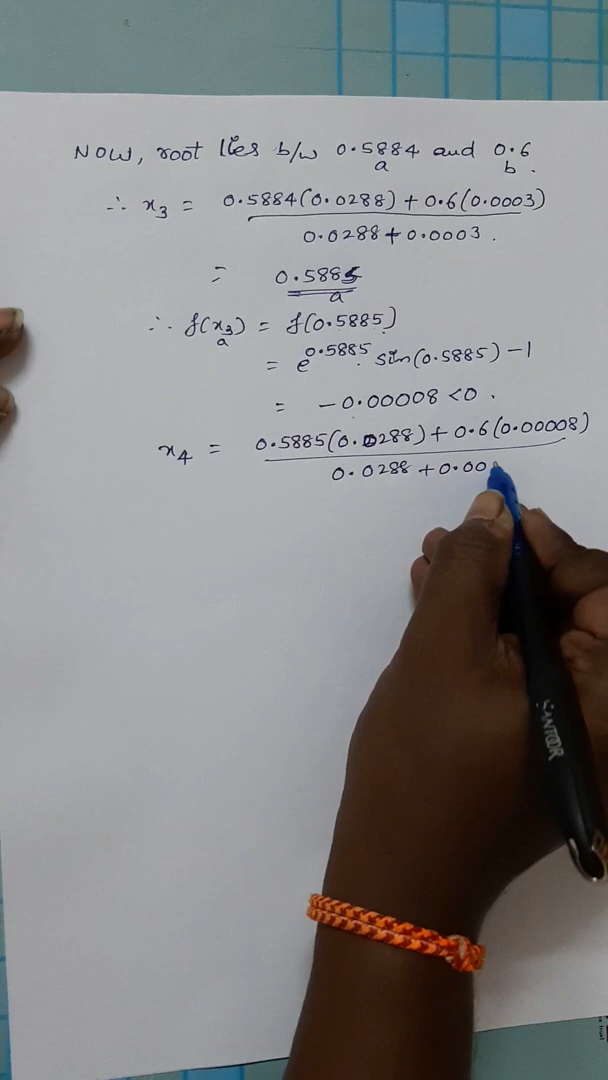 NOW, root lies b/w 0.5884 and 0.6
a b.
∴ x₃ = 0.5884(0.0288) + 0.6(0.0003)
0.0288 + 0.0003.
= 0.5885
a
∴ f(x₃) = f(0.5885)
a
= e^0.5885 . sin(0.5885) - 1
= -0.00008 < 0.
x₄ = 0.5885(0.0288) + 0.6(0.00008)
0.0288 + 0.00